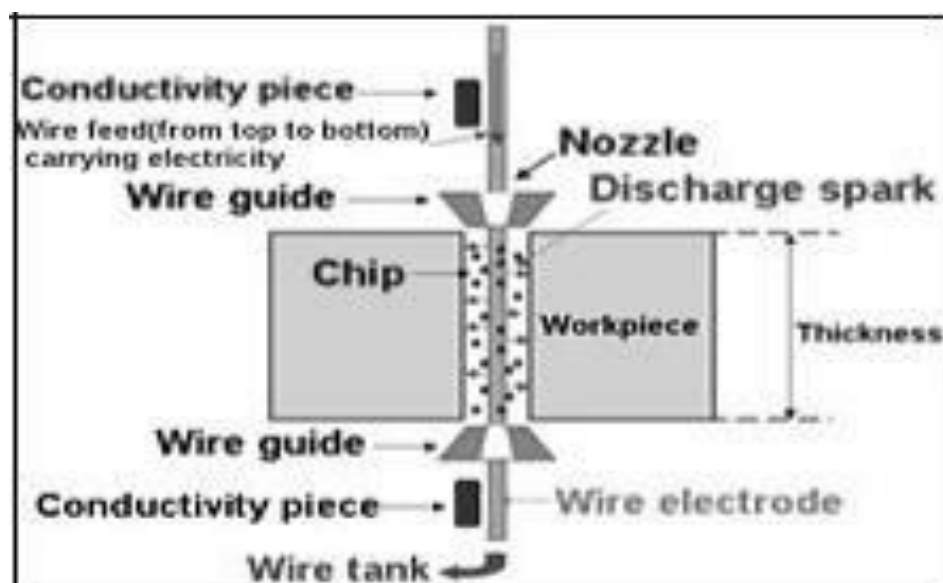 Conductivity piece
Wire feed(from top to bottom)
carrying electricity
Nozzle
Wire guide
Discharge spark
Chip
Workpiece
Thickness
Wire guide
Conductivity piece
Wire electrode
Wire tank